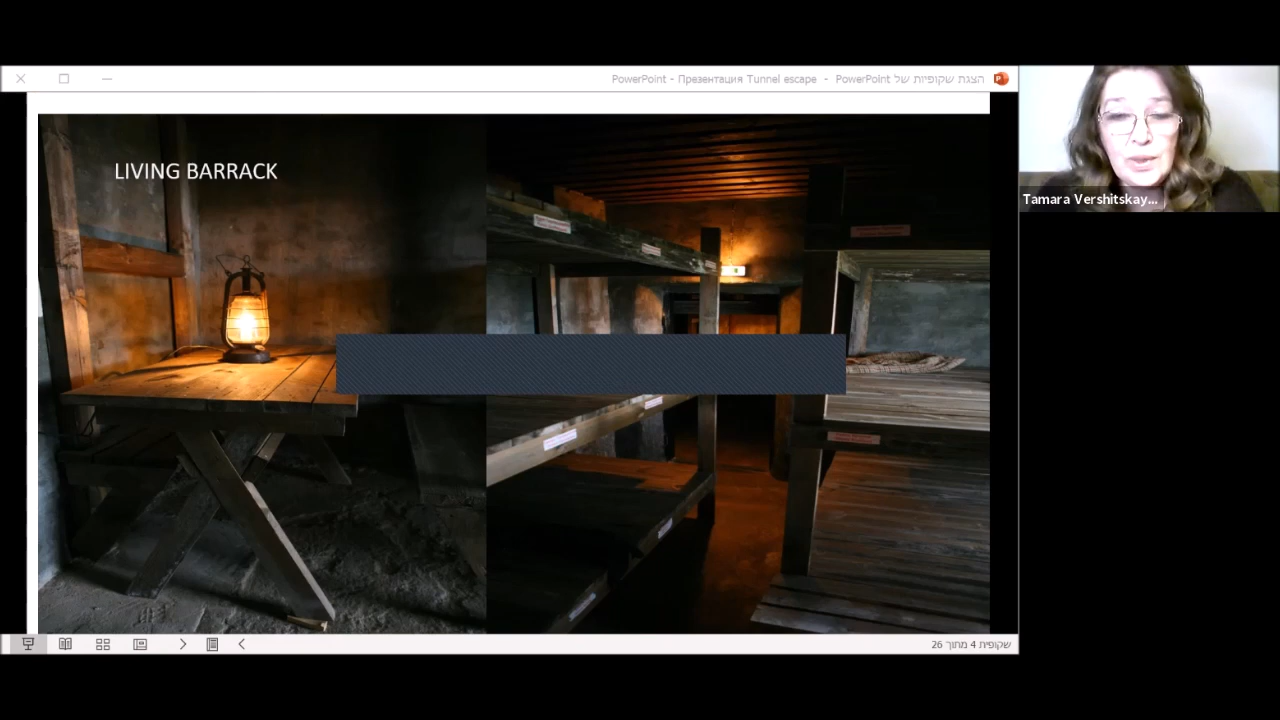 PowerPoint - Презентация Tunnel escape - PowerPoint הצגת שקופיות של
LIVING BARRACK
Tamara Vershitskay...
שקופית 4 מתוך 26